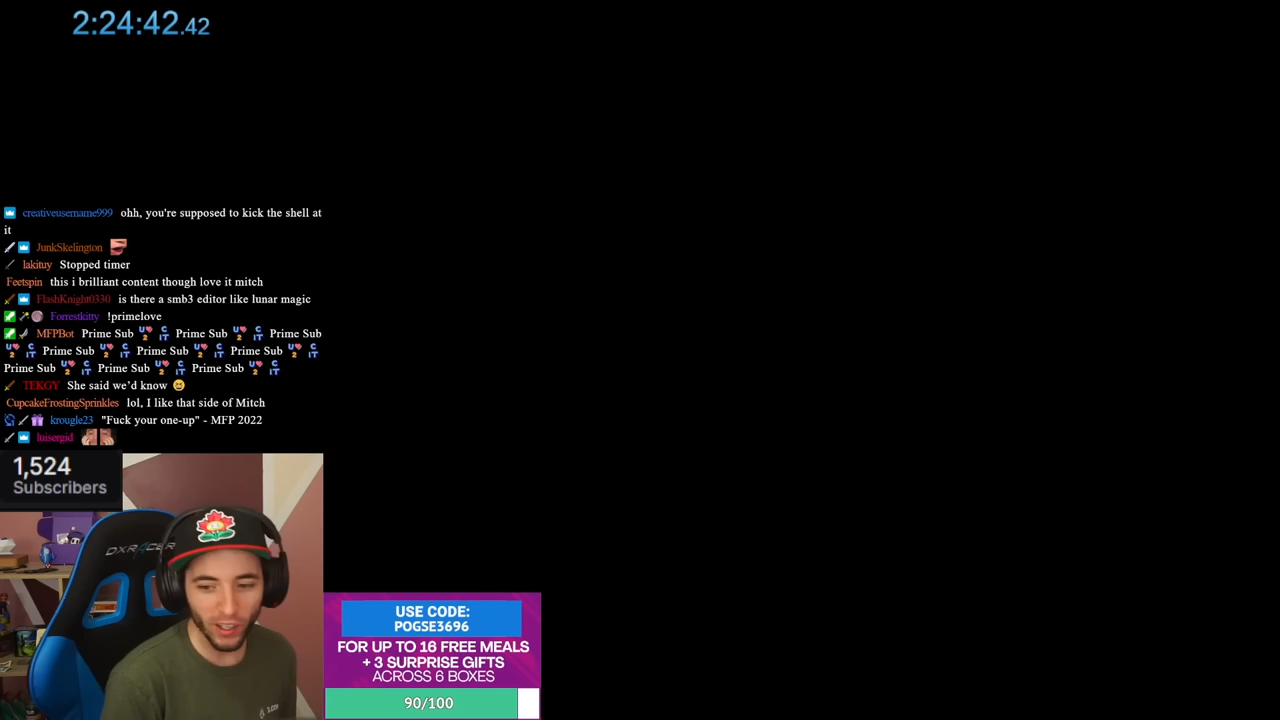 2:24:42.42
creativeusername999 ohh, you're supposed to kick the shell at
it
JunkSkelington
lakituy Stopped timer
Feetspin this i brilliant content though love it mitch
FlashKnight0330 is there a smb3 editor like lunar magic
Forrestkitty !primelove
MFPBot Prime Sub Prime Sub Prime Sub
Prime Sub Prime Sub Prime Sub
Prime Sub Prime Sub Prime Sub
TEKGY She said we'd know
CupcakeFrostingSprinkles lol, I like that side of Mitch
krougle23 "Fuck your one-up" - MFP 2022
luisergid
1,524
Subscribers
DXRACER
USE CODE:
POGSE3696
FOR UP TO 16 FREE MEALS
+ 3 SURPRISE GIFTS
ACROSS 6 BOXES
90/100